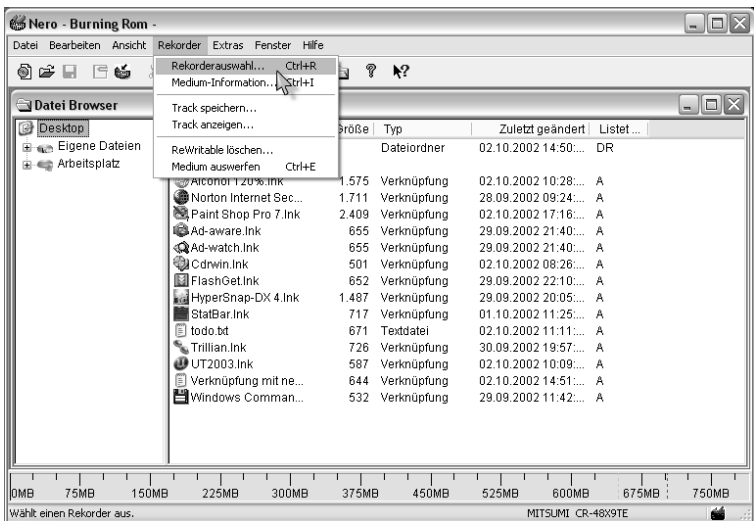 Nero - Burning Rom -
Datei Bearbeiten Ansicht Rekorder Extras Fenster Hilfe
Rekorderauswahl... Ctrl+R
Medium-Information... Ctrl+I
Track speichern...
Track anzeigen...
ReWritable löschen...
Medium auswerfen Ctrl+E
Datei Browser
Desktop
Eigene Dateien
Arbeitsplatz
Größe Typ Zuletzt geändert Listet ...
Dateiordner 02.10.2002 14:50:... DR
Alcohol 120%.lnk 1.575 Verknüpfung 02.10.2002 10:28:... A
Norton Internet Sec... 1.711 Verknüpfung 28.09.2002 09:24:... A
Paint Shop Pro 7.lnk 2.409 Verknüpfung 02.10.2002 17:16:... A
Ad-aware.lnk 655 Verknüpfung 29.09.2002 21:40:... A
Ad-watch.lnk 655 Verknüpfung 29.09.2002 21:40:... A
Cdrwin.lnk 501 Verknüpfung 02.10.2002 08:26:... A
FlashGet.lnk 652 Verknüpfung 29.09.2002 22:10:... A
HyperSnap-DX 4.lnk 1.487 Verknüpfung 29.09.2002 20:05:... A
StatBar.lnk 717 Verknüpfung 01.10.2002 11:25:... A
todo.txt 671 Textdatei 02.10.2002 11:11:... A
Trillian.lnk 726 Verknüpfung 30.09.2002 19:57:... A
UT2003.lnk 587 Verknüpfung 02.10.2002 10:09:... A
Verknüpfung mit ne... 644 Verknüpfung 02.10.2002 14:51:... A
Windows Comman... 532 Verknüpfung 29.09.2002 11:42:... A
0MB 75MB 150MB 225MB 300MB 375MB 450MB 525MB 600MB 675MB 750MB
Wählt einen Rekorder aus. MITSUMI CR-48X9TE